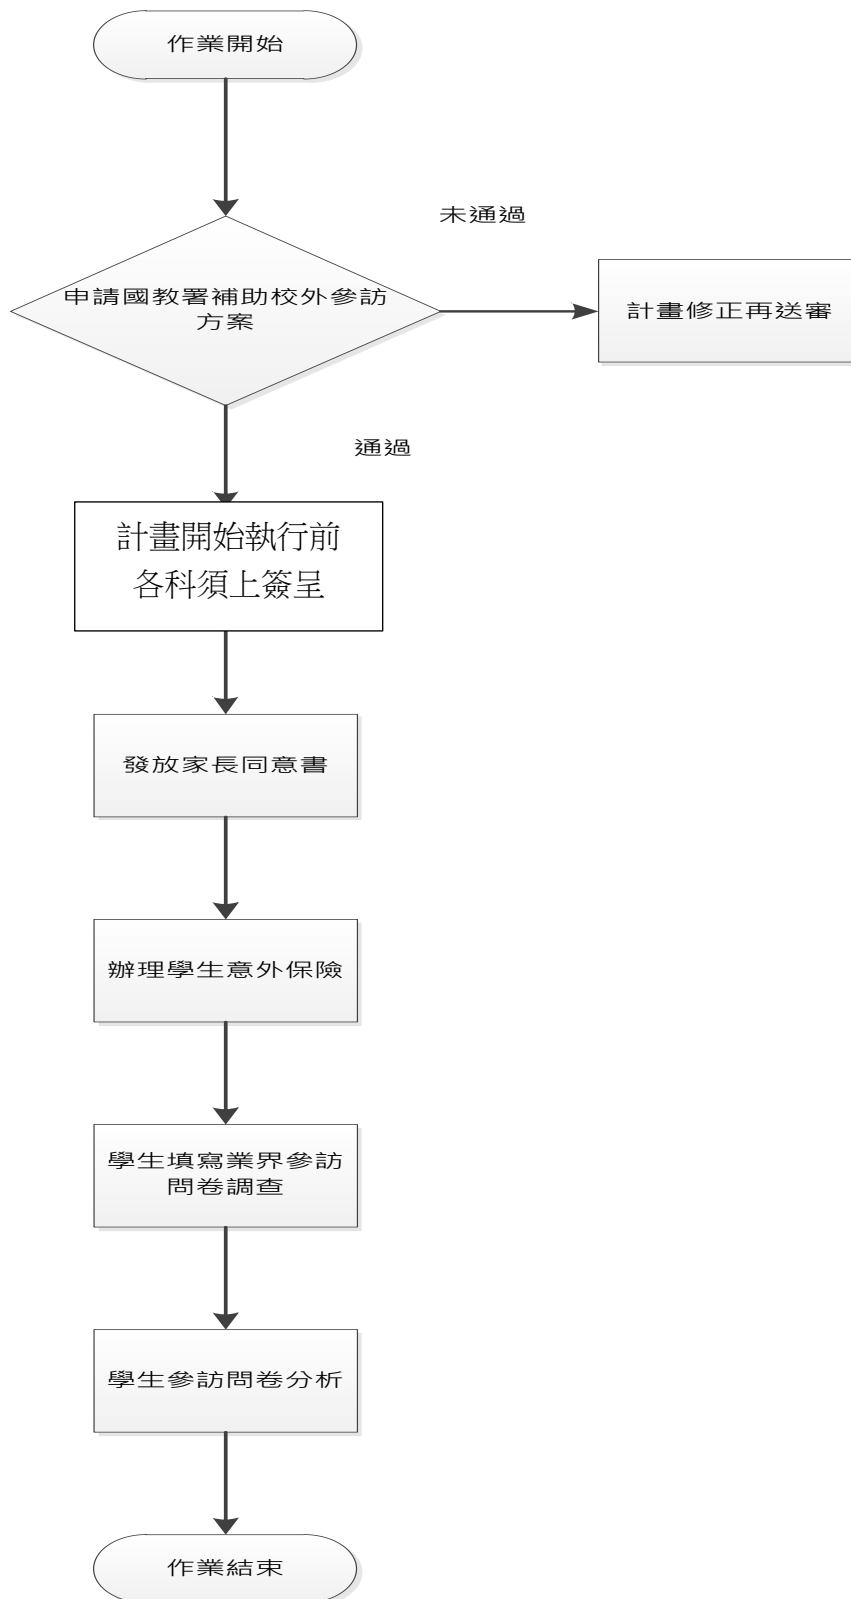 作業開始
未通過
申請國教署補助校外參訪
方案
計畫修正再送審
通過
計畫開始執行前
各科須上簽呈
發放家長同意書
辦理學生意外保險
學生填寫業界參訪
問卷調查
學生參訪問卷分析
作業結束